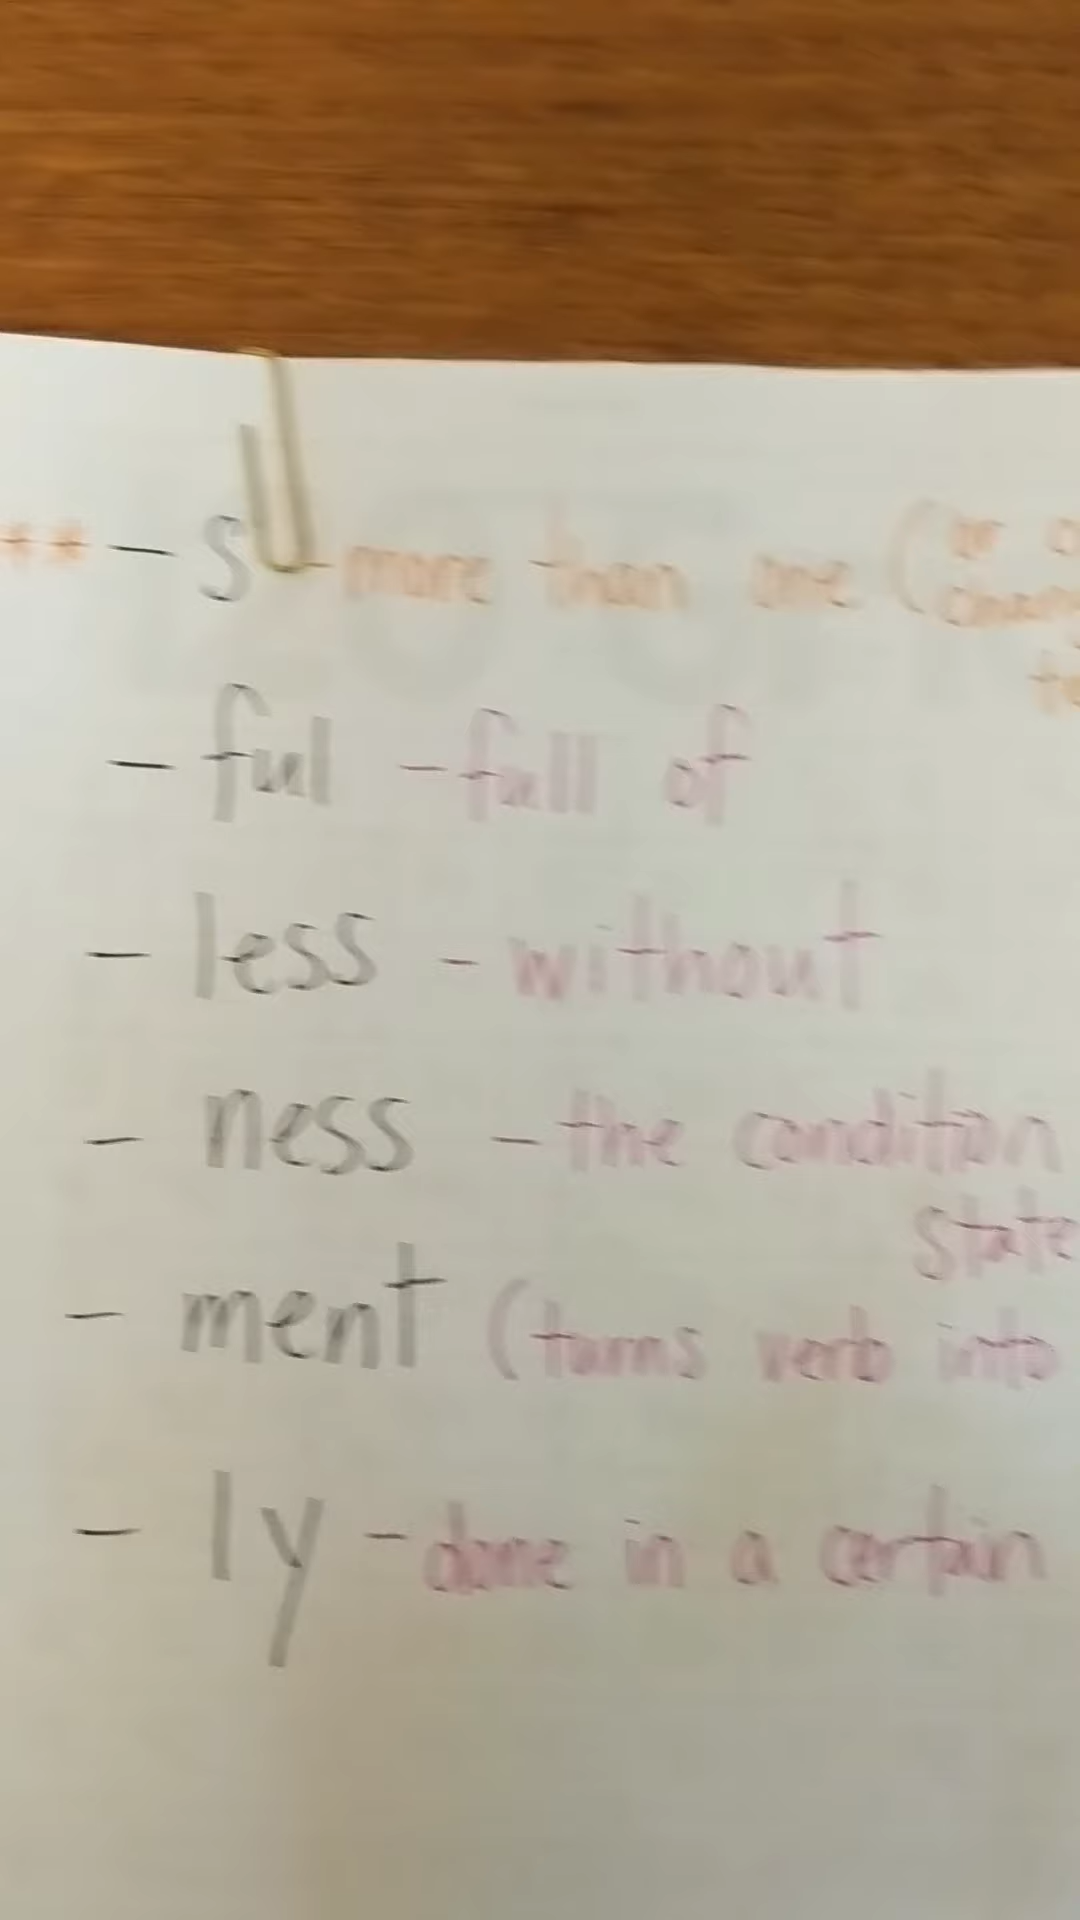 ** - s - more than one (or
- ful - full of
- less - without
- ness - the condition
state
- ment (turns verb into
- ly - done in a certain